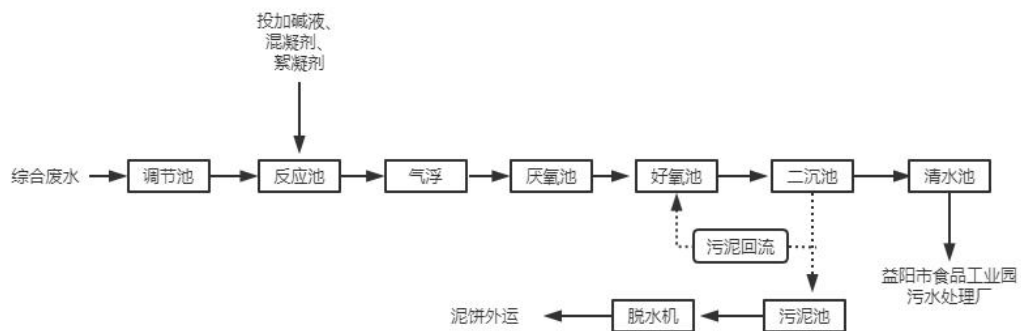 投加碱液、
混凝剂、
絮凝剂
综合废水
调节池
反应池
气浮
厌氧池
好氧池
二沉池
清水池
污泥回流
益阳市食品工业园
污水处理厂
泥饼外运
脱水机
污泥池